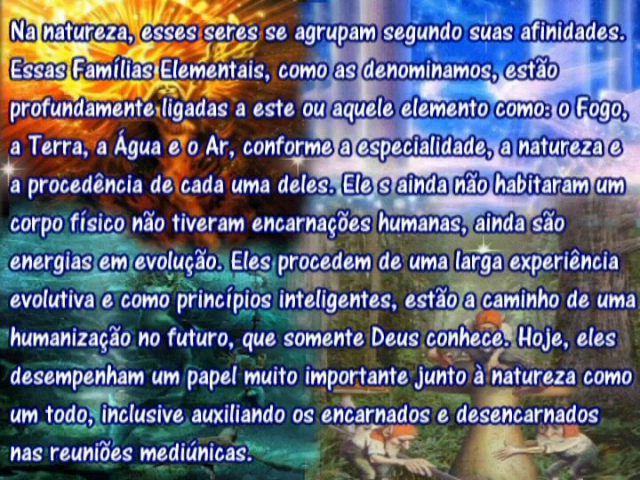 Na natureza, esses seres se agrupam segundo suas afinidades.
Essas Famílias Elementais, como as denominamos, estão
profundamente ligadas a este ou aquele elemento como: o Fogo,
a Terra, a Água e o Ar, conforme a especialidade, a natureza e
a procedência de cada uma deles. Ele s ainda não habitaram um
corpo físico não tiveram encarnações humanas, ainda são
energias em evolução. Eles procedem de uma larga experiência
evolutiva e como princípios inteligentes, estão a caminho de uma
humanização no futuro, que somente Deus conhece. Hoje, eles
desempenham um papel muito importante junto à natureza como
um todo, inclusive auxiliando os encarnados e desencarnados
nas reuniões mediúnicas.